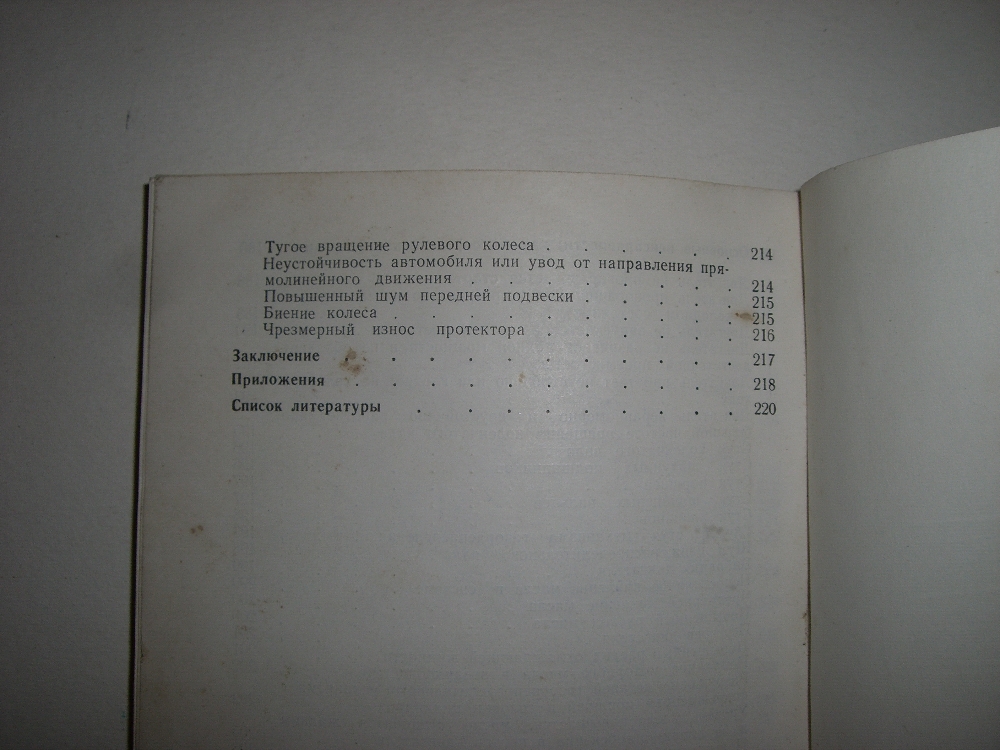 Тугое вращение рулевого колеса . . . . . . 214
Неустойчивость автомобиля или увод от направления пря-
молинейного движения . . . . . . . . 214
Повышенный шум передней подвески . . . . . 215
Биение колеса . . . . . . . . . . 215
Чрезмерный износ протектора . . . . . . 216
Заключение . . . . . . . . . . . 217
Приложения . . . . . . . . . . . 218
Список литературы . . . . . . . . . 220